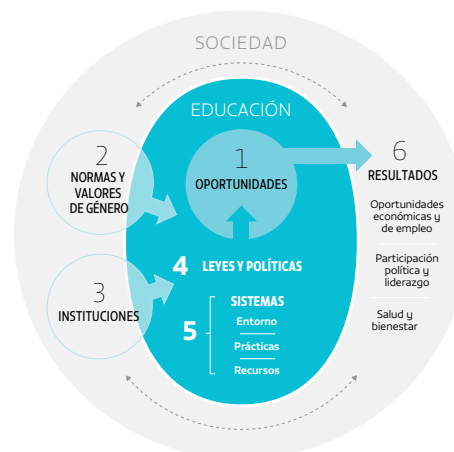 SOCIEDAD
EDUCACIÓN
1
OPORTUNIDADES
2
NORMAS Y
VALORES
DE GÉNERO
3
INSTITUCIONES
4 LEYES Y POLÍTICAS
5
SISTEMAS
Entorno
Prácticas
Recursos
6
RESULTADOS
Oportunidades
económicas y
de empleo
Participación
política y
liderazgo
Salud y
bienestar